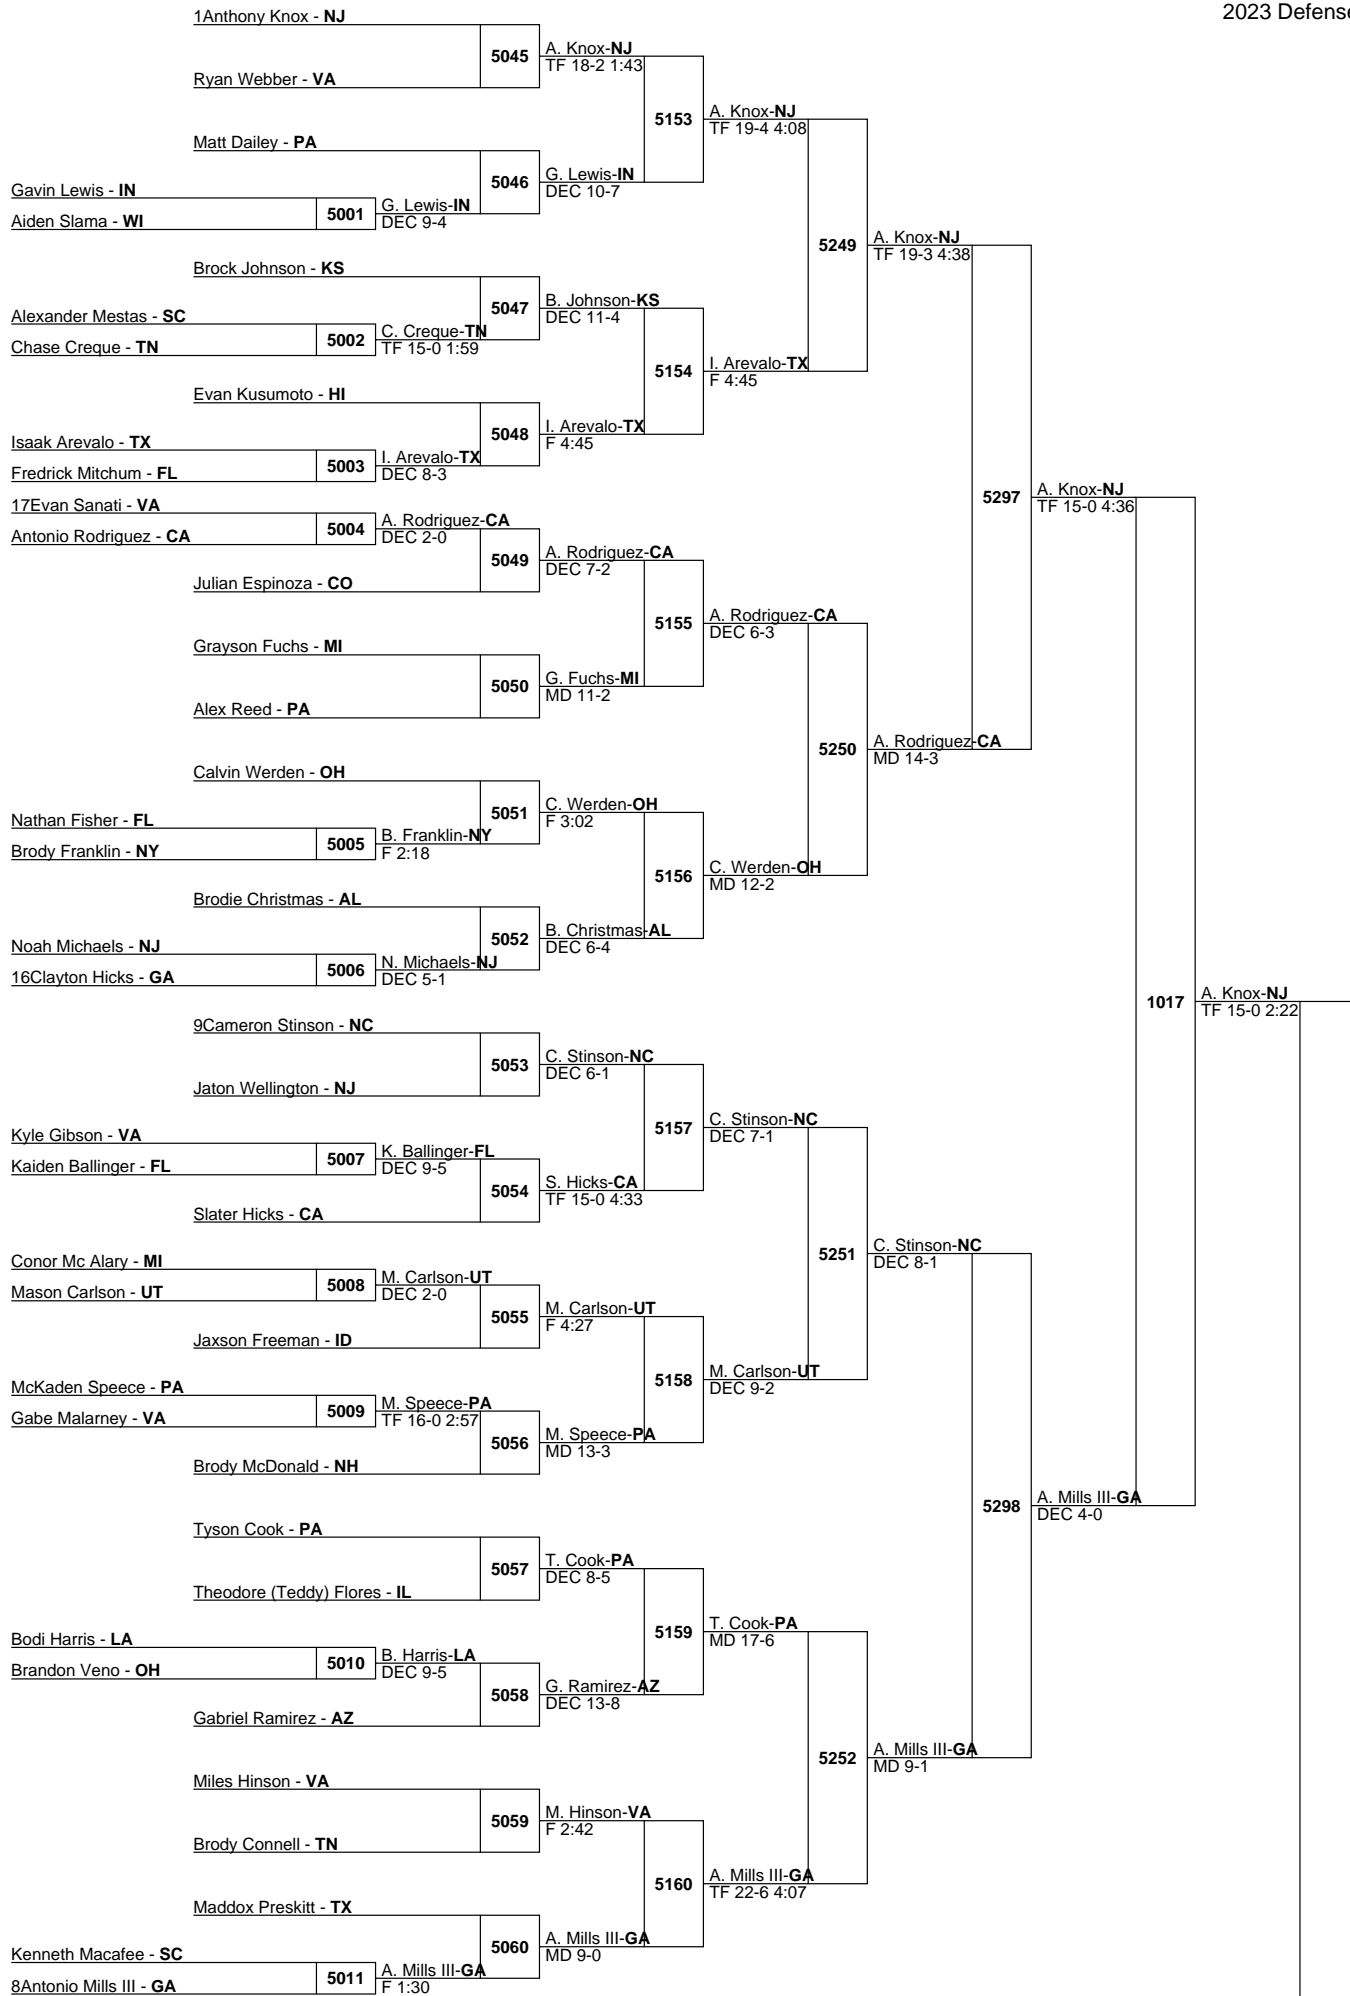 2023 Defense
1Anthony Knox - NJ
5045
A. Knox-NJ
TF 18-2 1:43
Ryan Webber - VA
5153
A. Knox-NJ
TF 19-4 4:08
Matt Dailey - PA
5046
G. Lewis-IN
DEC 10-7
Gavin Lewis - IN
5001
G. Lewis-IN
DEC 9-4
Aiden Slama - WI
5249
A. Knox-NJ
TF 19-3 4:38
Brock Johnson - KS
5047
B. Johnson-KS
DEC 11-4
Alexander Mestas - SC
5002
C. Creque-TN
TF 15-0 1:59
Chase Creque - TN
5154
I. Arevalo-TX
F 4:45
Evan Kusumoto - HI
5048
I. Arevalo-TX
F 4:45
Isaak Arevalo - TX
5003
I. Arevalo-TX
DEC 8-3
Fredrick Mitchum - FL
5297
A. Knox-NJ
TF 15-0 4:36
17Evan Sanati - VA
5004
A. Rodriguez-CA
DEC 2-0
Antonio Rodriguez - CA
5049
A. Rodriguez-CA
DEC 7-2
Julian Espinoza - CO
5155
A. Rodriguez-CA
DEC 6-3
Grayson Fuchs - MI
5050
G. Fuchs-MI
MD 11-2
Alex Reed - PA
5250
A. Rodriguez-CA
MD 14-3
Calvin Werden - OH
5051
C. Werden-OH
F 3:02
Nathan Fisher - FL
5005
B. Franklin-NY
F 2:18
Brody Franklin - NY
5156
C. Werden-OH
MD 12-2
Brodie Christmas - AL
5052
B. Christmas-AL
DEC 6-4
Noah Michaels - NJ
5006
N. Michaels-NJ
DEC 5-1
16Clayton Hicks - GA
1017
A. Knox-NJ
TF 15-0 2:22
9Cameron Stinson - NC
5053
C. Stinson-NC
DEC 6-1
Jaton Wellington - NJ
5157
C. Stinson-NC
DEC 7-1
Kyle Gibson - VA
5007
K. Ballinger-FL
DEC 9-5
Kaiden Ballinger - FL
5054
S. Hicks-CA
TF 15-0 4:33
Slater Hicks - CA
5251
C. Stinson-NC
DEC 8-1
Conor Mc Alary - MI
5008
M. Carlson-UT
DEC 2-0
Mason Carlson - UT
5055
M. Carlson-UT
F 4:27
Jaxson Freeman - ID
5158
M. Carlson-UT
DEC 9-2
McKaden Speece - PA
5009
M. Speece-PA
TF 16-0 2:57
Gabe Malarney - VA
5056
M. Speece-PA
MD 13-3
Brody McDonald - NH
5298
A. Mills III-GA
DEC 4-0
Tyson Cook - PA
5057
T. Cook-PA
DEC 8-5
Theodore (Teddy) Flores - IL
5159
T. Cook-PA
MD 17-6
Bodi Harris - LA
5010
B. Harris-LA
DEC 9-5
Brandon Veno - OH
5058
G. Ramirez-AZ
DEC 13-8
Gabriel Ramirez - AZ
5252
A. Mills III-GA
MD 9-1
Miles Hinson - VA
5059
M. Hinson-VA
F 2:42
Brody Connell - TN
5160
A. Mills III-GA
TF 22-6 4:07
Maddox Preskitt - TX
5060
A. Mills III-GA
MD 9-0
Kenneth Macafee - SC
5011
A. Mills III-GA
F 1:30
8Antonio Mills III - GA